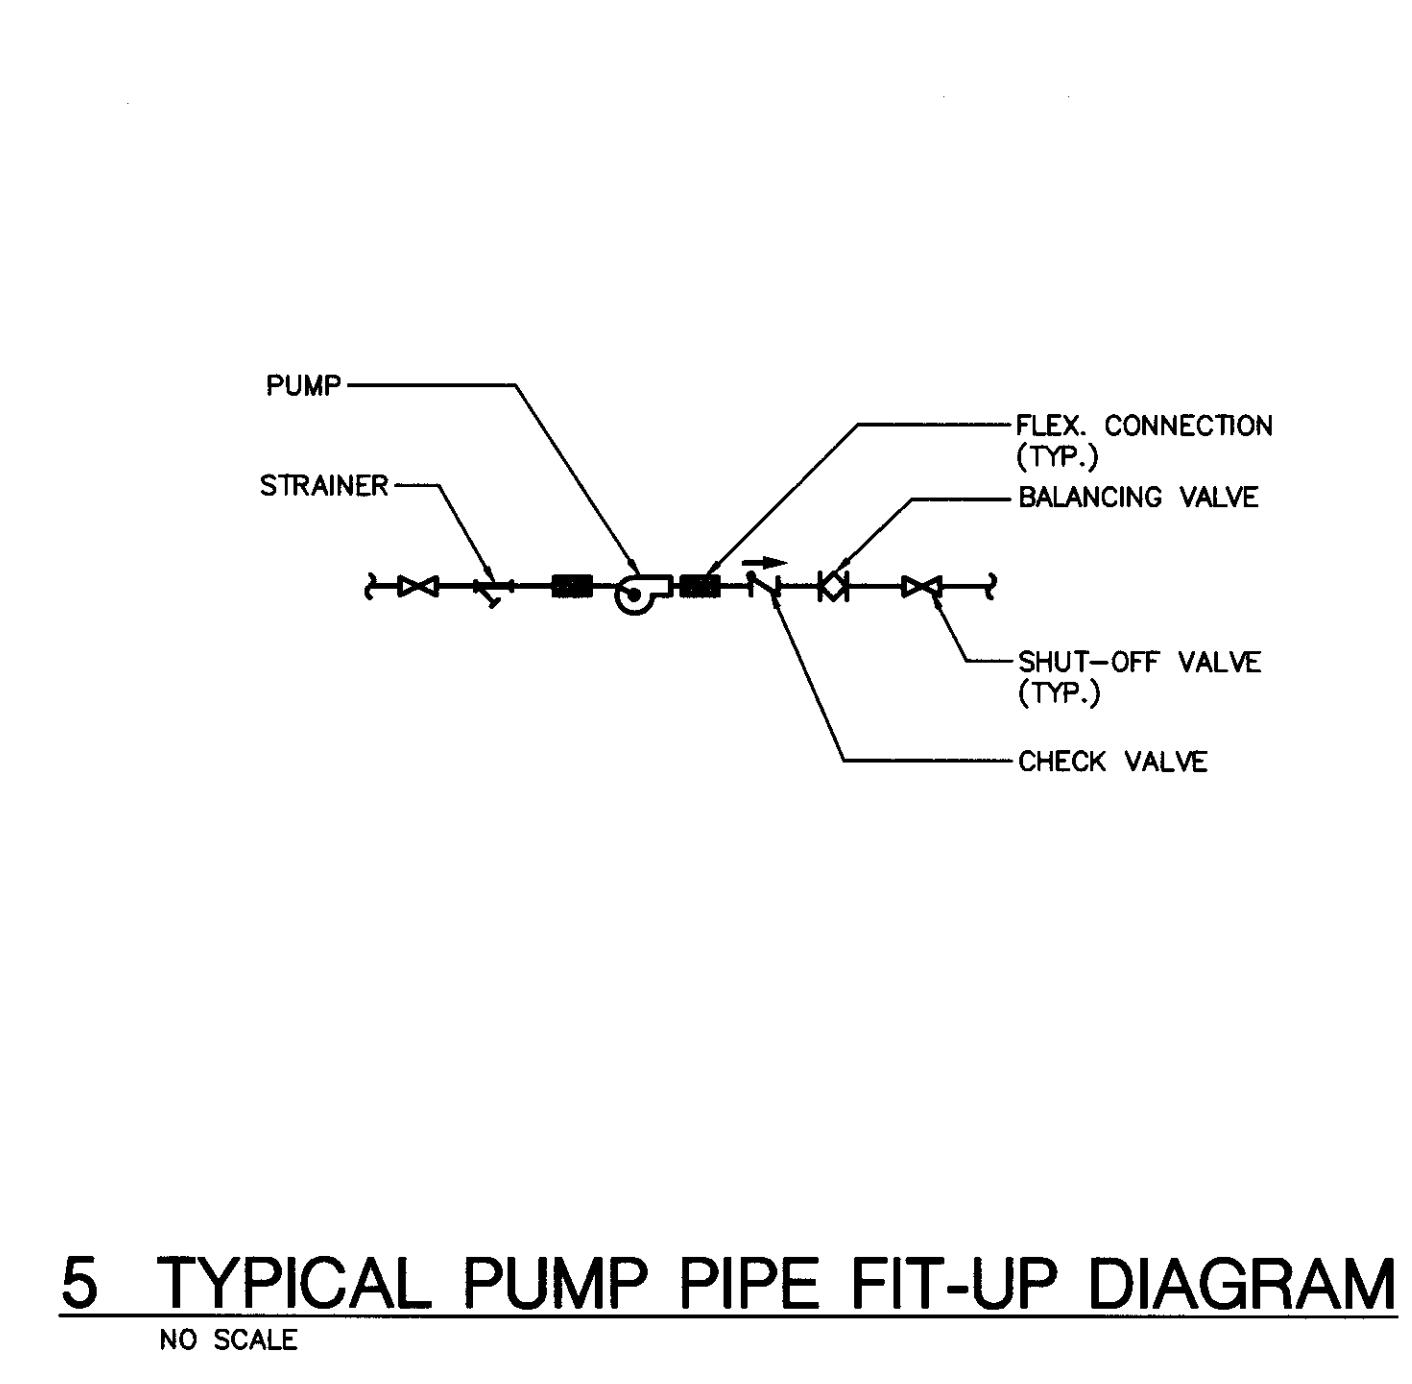 PUMP
STRAINER
FLEX. CONNECTION
(TYP.)
BALANCING VALVE
SHUT-OFF VALVE
(TYP.)
CHECK VALVE
5 TYPICAL PUMP PIPE FIT-UP DIAGRAM
NO SCALE